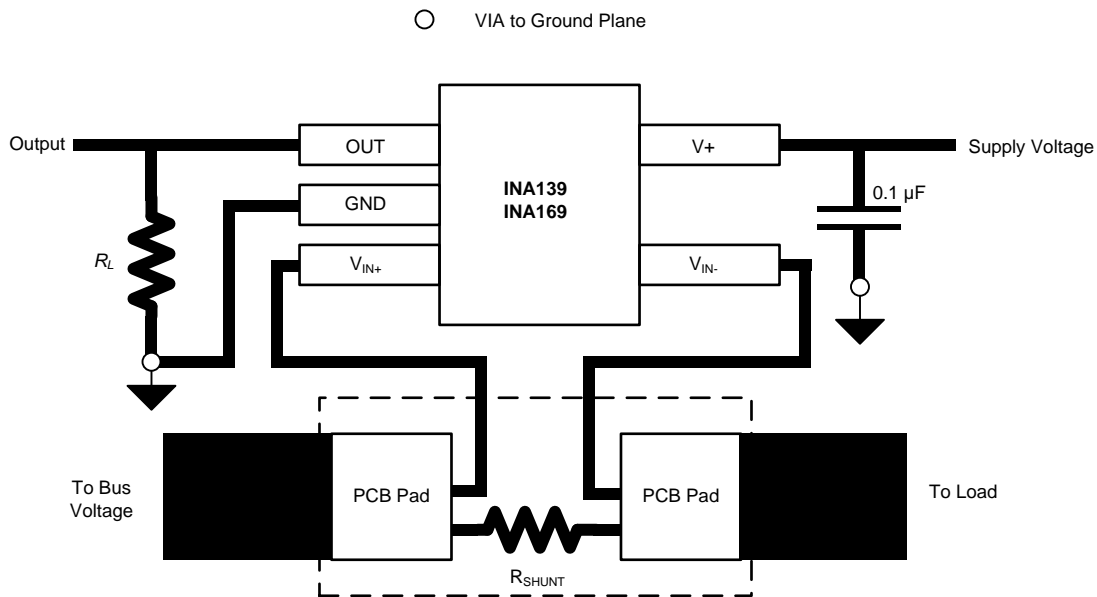 VIA to Ground Plane
Output
OUT
V+
Supply Voltage
INA139
INA169
GND
0.1 µF
R_L
V_IN+
V_IN-
To Bus
Voltage
PCB Pad
PCB Pad
To Load
R_SHUNT